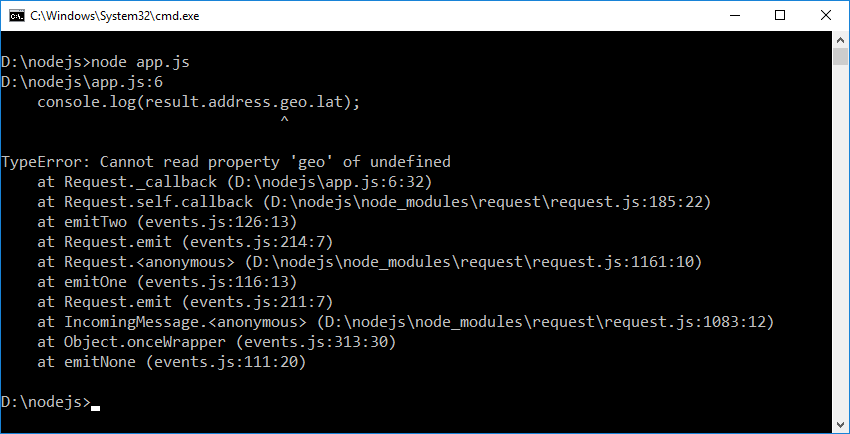 C:\Windows\System32\cmd.exe
D:\nodejs>node app.js
D:\nodejs\app.js:6
    console.log(result.address.geo.lat);
                               ^
TypeError: Cannot read property 'geo' of undefined
    at Request._callback (D:\nodejs\app.js:6:32)
    at Request.self.callback (D:\nodejs\node_modules\request\request.js:185:22)
    at emitTwo (events.js:126:13)
    at Request.emit (events.js:214:7)
    at Request.<anonymous> (D:\nodejs\node_modules\request\request.js:1161:10)
    at emitOne (events.js:116:13)
    at Request.emit (events.js:211:7)
    at IncomingMessage.<anonymous> (D:\nodejs\node_modules\request\request.js:1083:12)
    at Object.onceWrapper (events.js:313:30)
    at emitNone (events.js:111:20)
D:\nodejs>